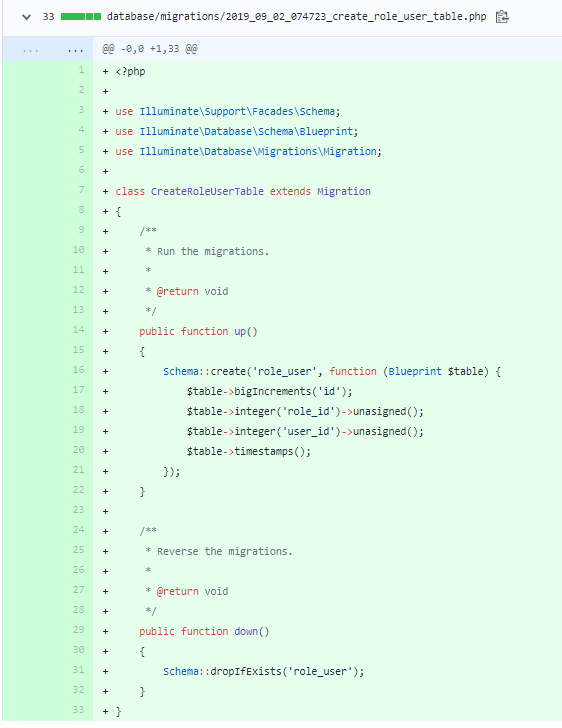 33 database/migrations/2019_09_02_074723_create_role_user_table.php
... ... @@ -0,0 +1,33 @@
1 + <?php
2 +
3 + use Illuminate\Support\Facades\Schema;
4 + use Illuminate\Database\Schema\Blueprint;
5 + use Illuminate\Database\Migrations\Migration;
6 +
7 + class CreateRoleUserTable extends Migration
8 + {
9 +     /**
10 +      * Run the migrations.
11 +      *
12 +      * @return void
13 +      */
14 +     public function up()
15 +     {
16 +         Schema::create('role_user', function (Blueprint $table) {
17 +             $table->bigIncrements('id');
18 +             $table->integer('role_id')->unasigned();
19 +             $table->integer('user_id')->unasigned();
20 +             $table->timestamps();
21 +         });
22 +     }
23 +
24 +     /**
25 +      * Reverse the migrations.
26 +      *
27 +      * @return void
28 +      */
29 +     public function down()
30 +     {
31 +         Schema::dropIfExists('role_user');
32 +     }
33 + }